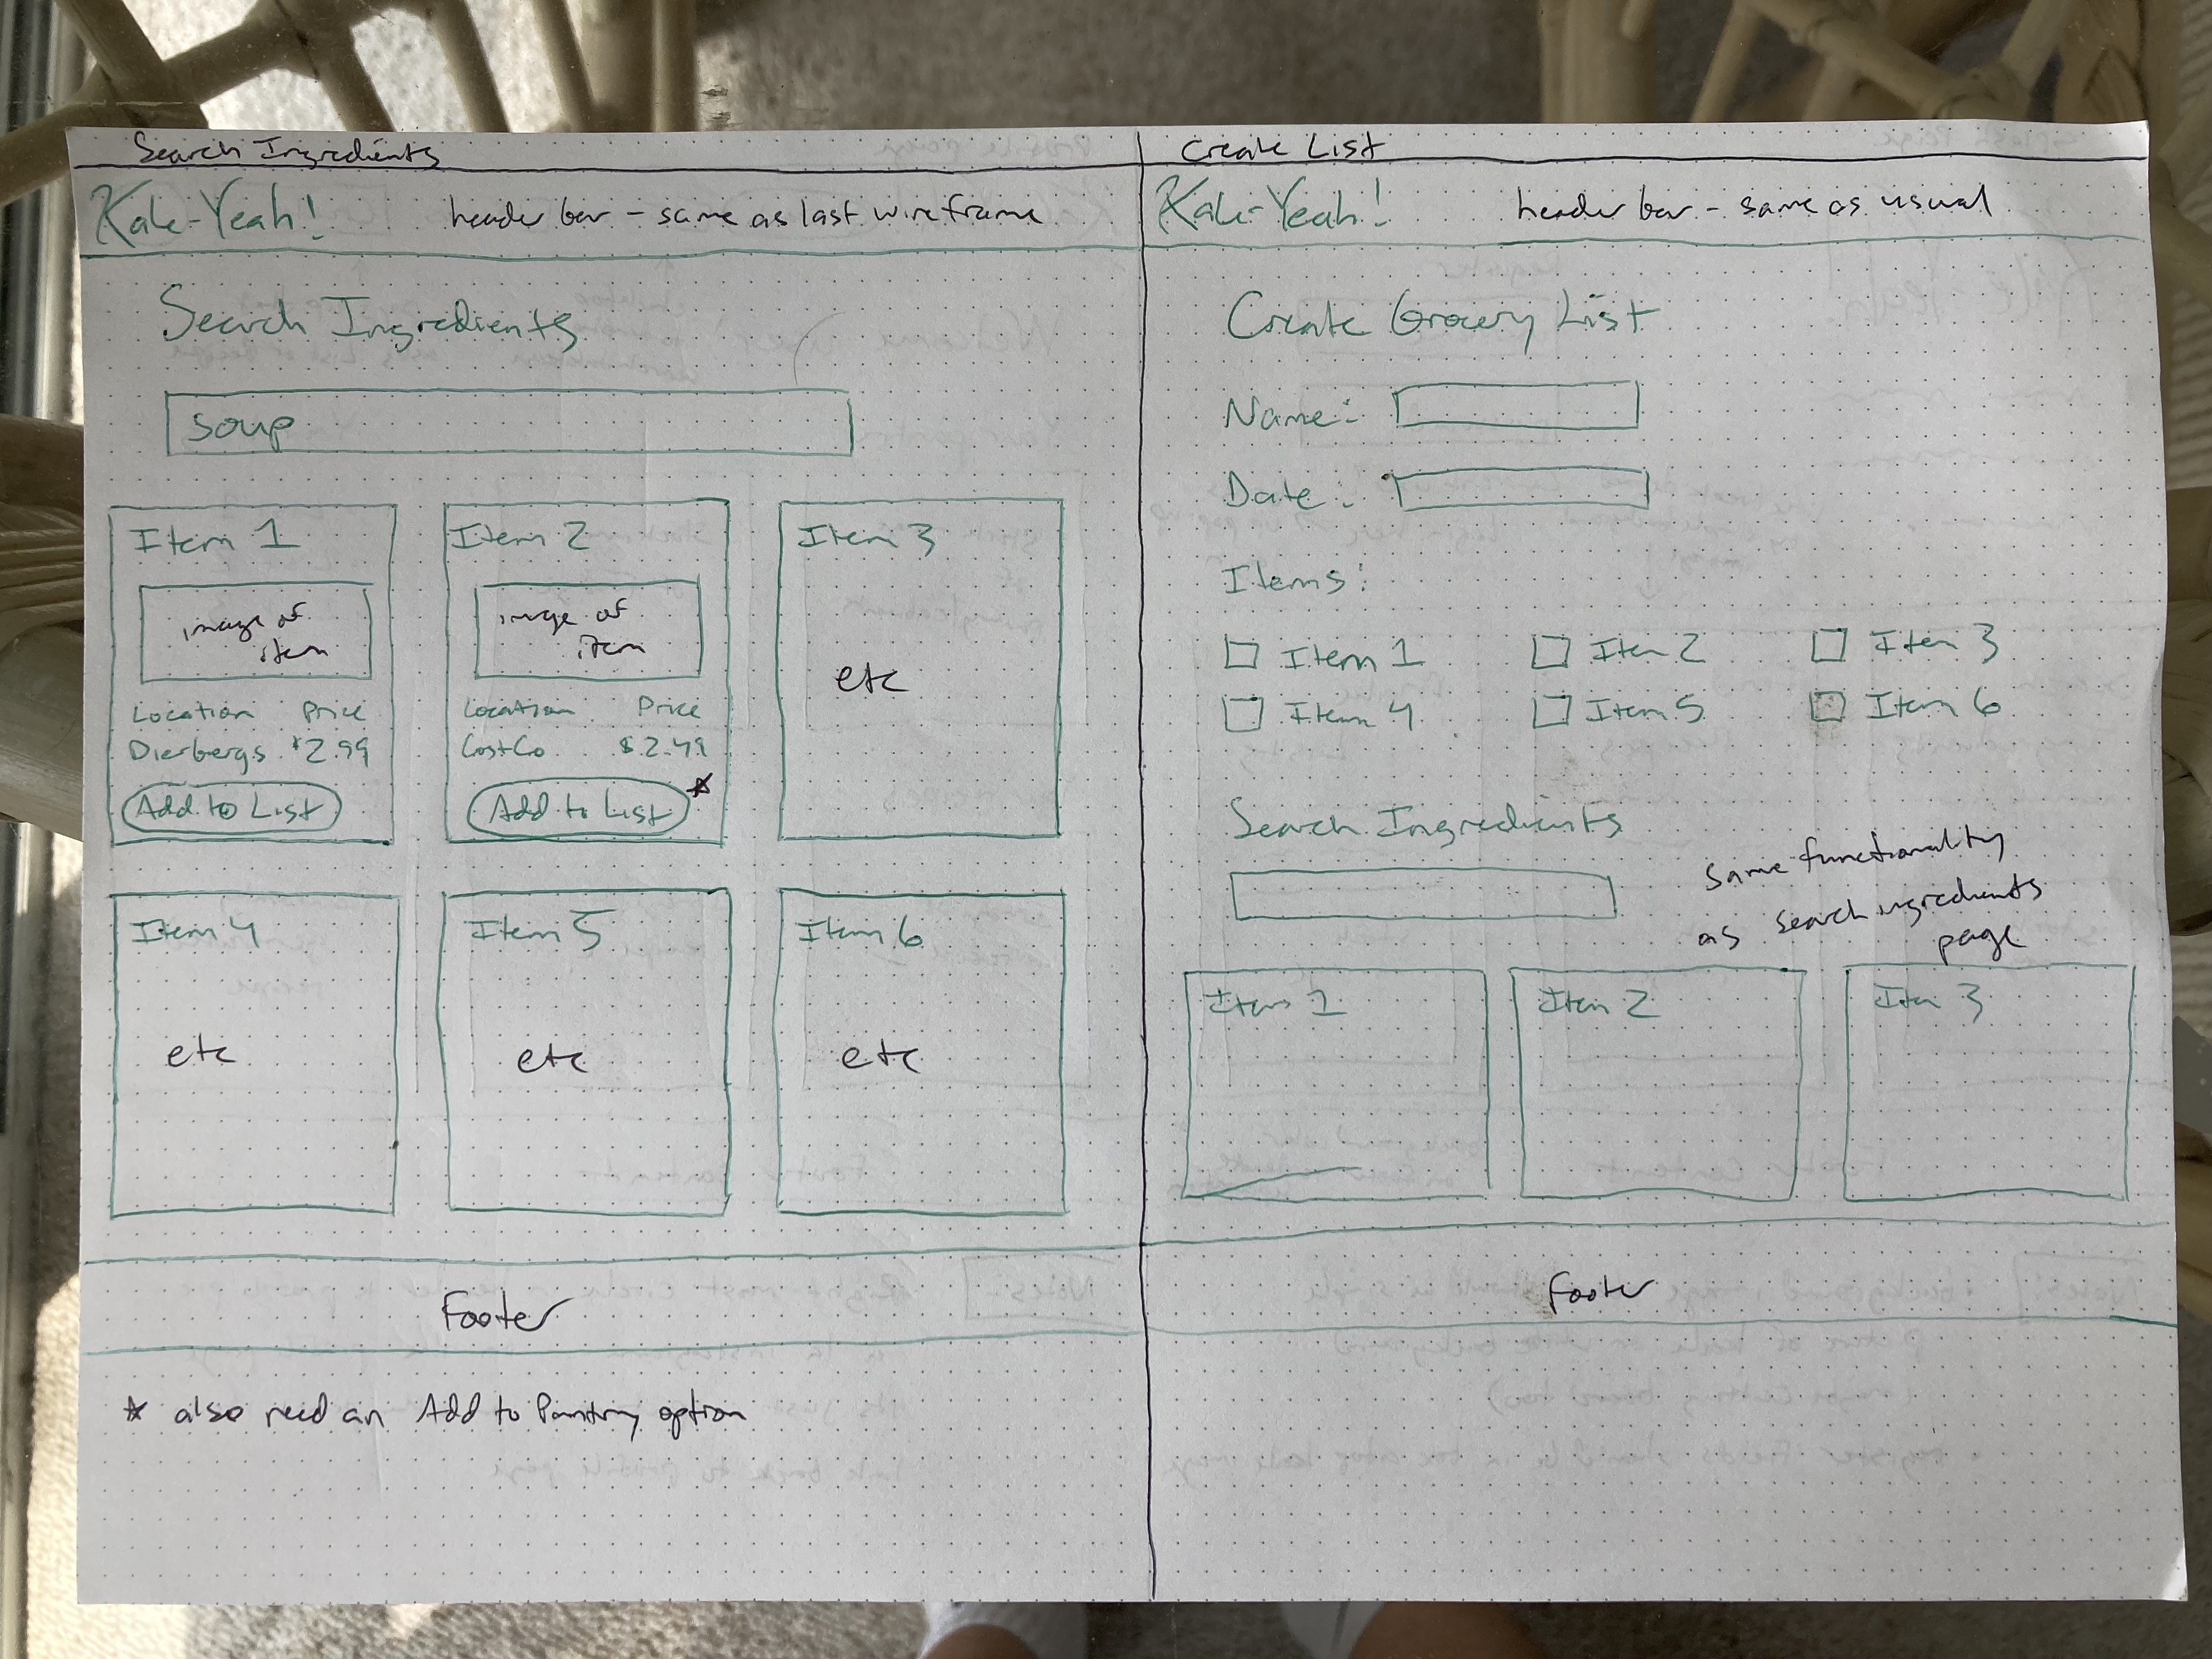 Search Ingredients
Kale-Yeah!
header bar - same as last wireframe
Search Ingredients
soup
Item 1
image of
item
Location Price
Dierbergs $2.99
Add to List
Item 2
image of
item
Location Price
CostCo $2.49
Add to List *
Item 3
etc
Item 4
etc
Item 5
etc
Item 6
etc
Footer
* also need an Add to Pantry option
Create List
Kale-Yeah!
header bar - same as usual
Create Grocery List
Name:
Date:
Items:
Item 1 Item 2 Item 3
Item 4 Item 5 Item 6
Search Ingredients
same functionality
as search ingredients
page
Item 1
Item 2
Item 3
footer